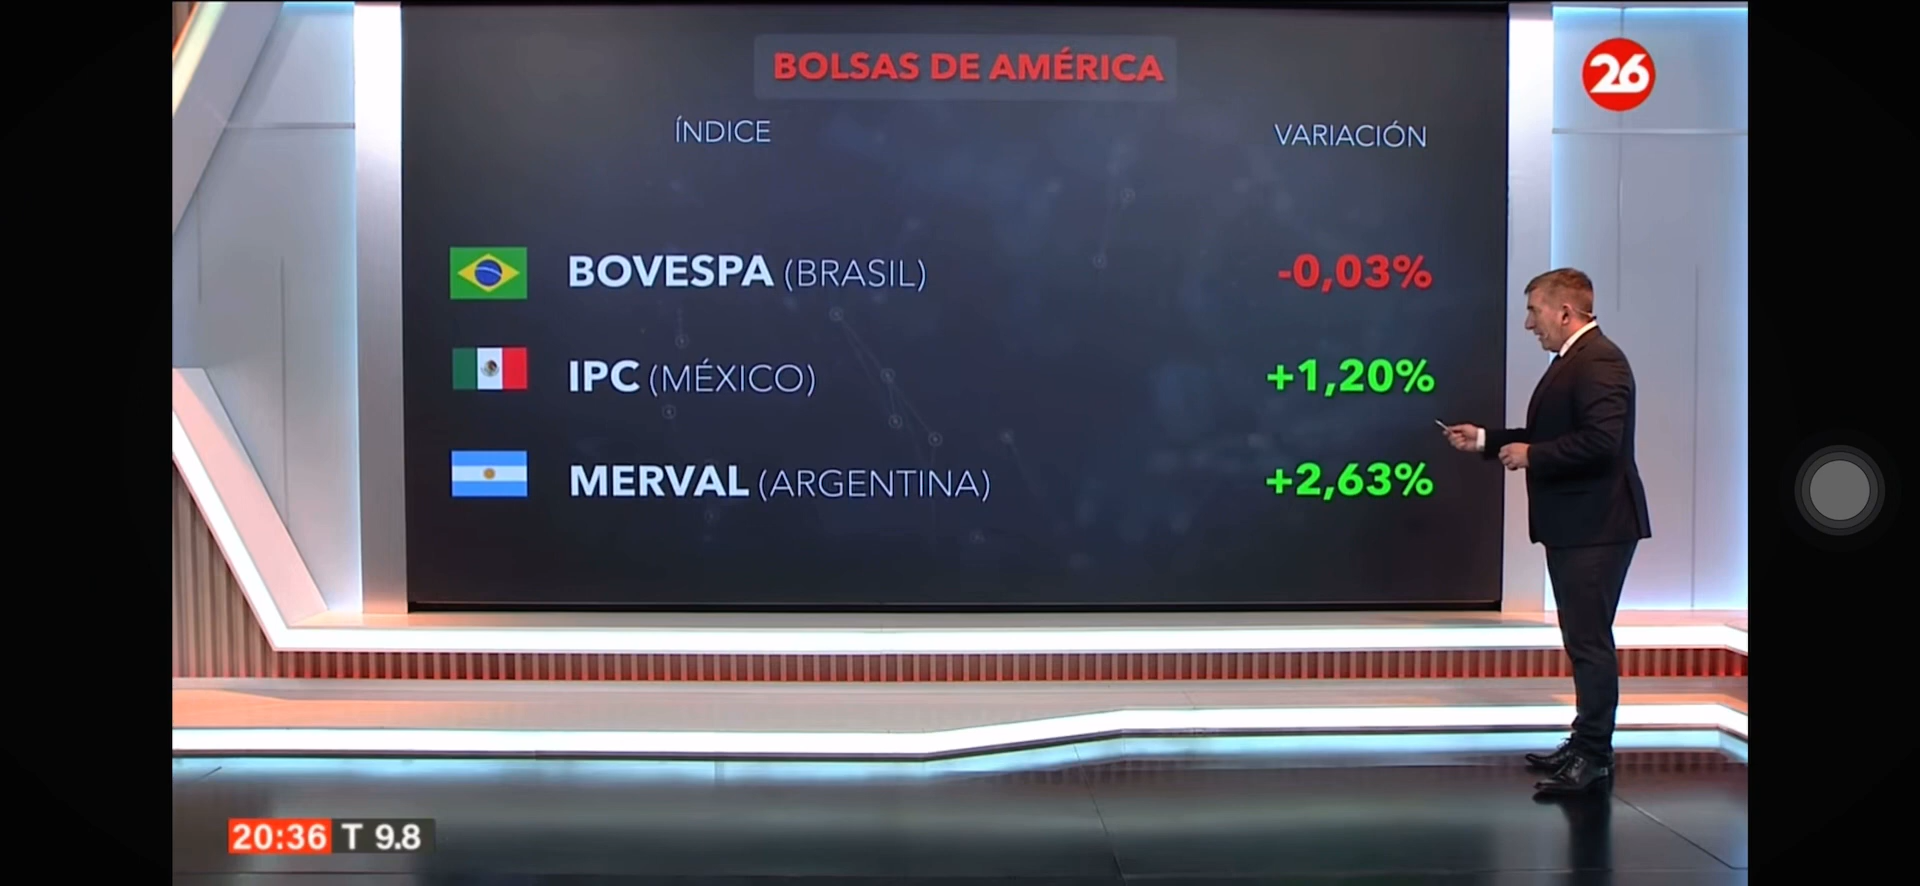 BOLSAS DE AMÉRICA
26
ÍNDICE VARIACIÓN
BOVESPA (BRASIL) -0,03%
IPC (MÉXICO) +1,20%
MERVAL (ARGENTINA) +2,63%
20:36 T 9.8